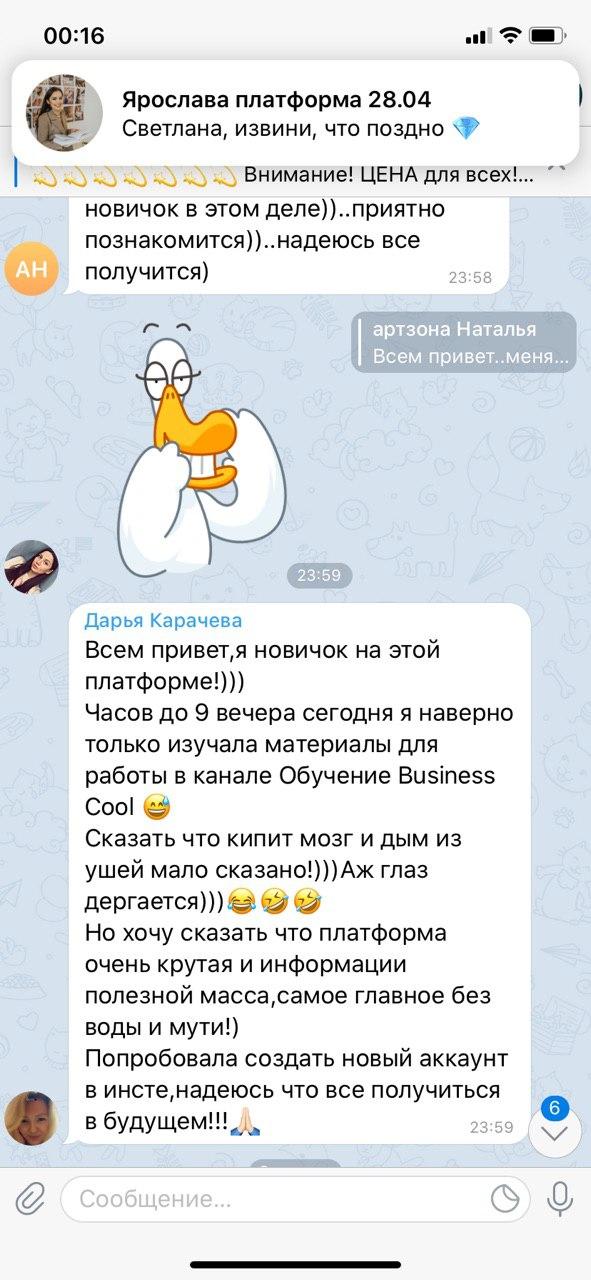 00:16
Ярослава платформа 28.04
Светлана, извини, что поздно 💎
💫💫💫💫💫💫💫 Внимание! ЦЕНА для всех!...
новичок в этом деле))..приятно
познакомится))..надеюсь все
получится)
23:58
АН
артзона Наталья
Всем привет..меня...
23:59
Дарья Карачева
Всем привет,я новичок на этой
платформе!)))
Часов до 9 вечера сегодня я наверно
только изучала материалы для
работы в канале Обучение Business
Cool 😅
Сказать что кипит мозг и дым из
ушей мало сказано!)))Аж глаз
дергается)))😂🤣🤣
Но хочу сказать что платформа
очень крутая и информации
полезной масса,самое главное без
воды и мути!)
Попробовала создать новый аккаунт
в инсте,надеюсь что все получиться
в будущем!!!🙏🏻
23:59
6
Сообщение...